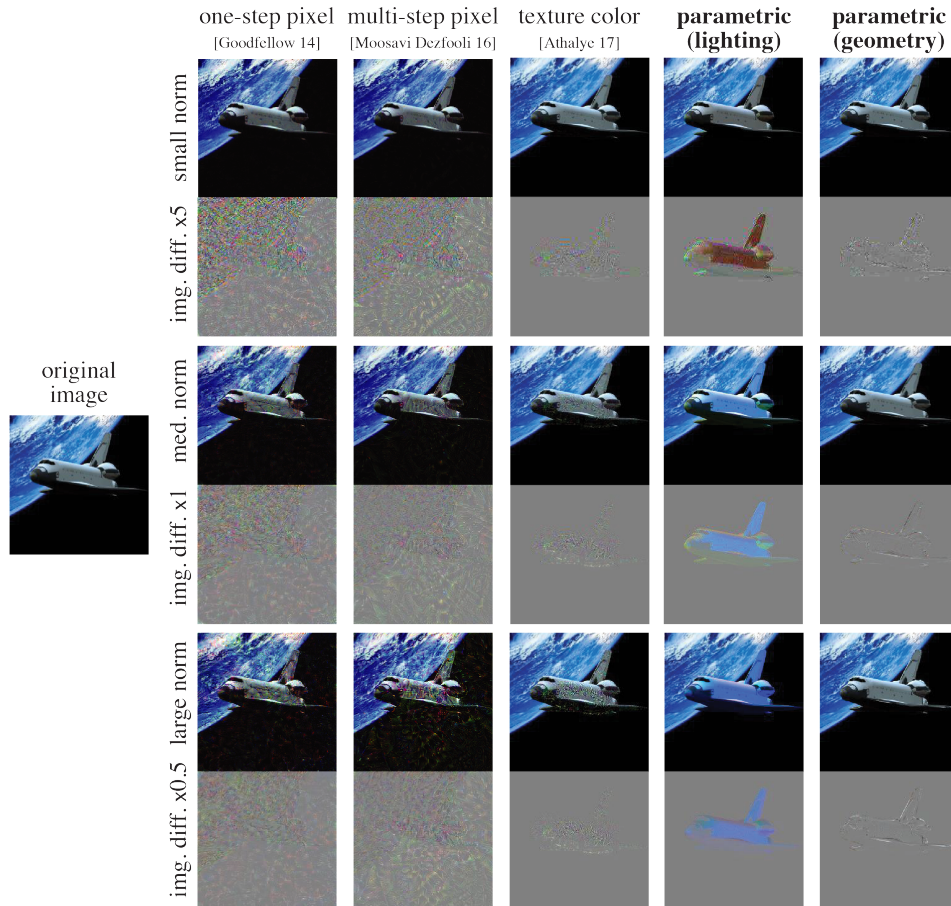 one-step pixel
[Goodfellow 14]
multi-step pixel
[Moosavi Dezfooli 16]
texture color
[Athalye 17]
parametric
(lighting)
parametric
(geometry)
small norm
img. diff. x5
original
image
med. norm
img. diff. x1
large norm
img. diff. x0.5